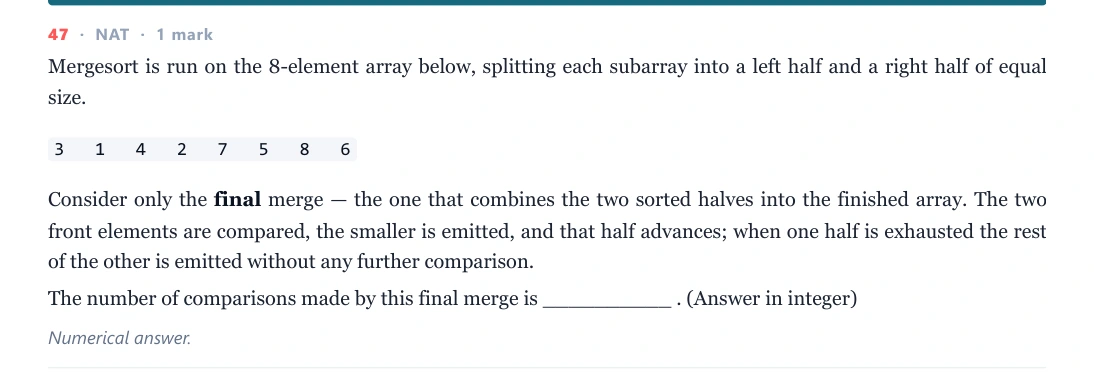 47 · NAT · 1 mark
Mergesort is run on the 8-element array below, splitting each subarray into a left half and a right half of equal
size.
3 1 4 2 7 5 8 6
Consider only the final merge — the one that combines the two sorted halves into the finished array. The two
front elements are compared, the smaller is emitted, and that half advances; when one half is exhausted the rest
of the other is emitted without any further comparison.
The number of comparisons made by this final merge is ____________ . (Answer in integer)
Numerical answer.